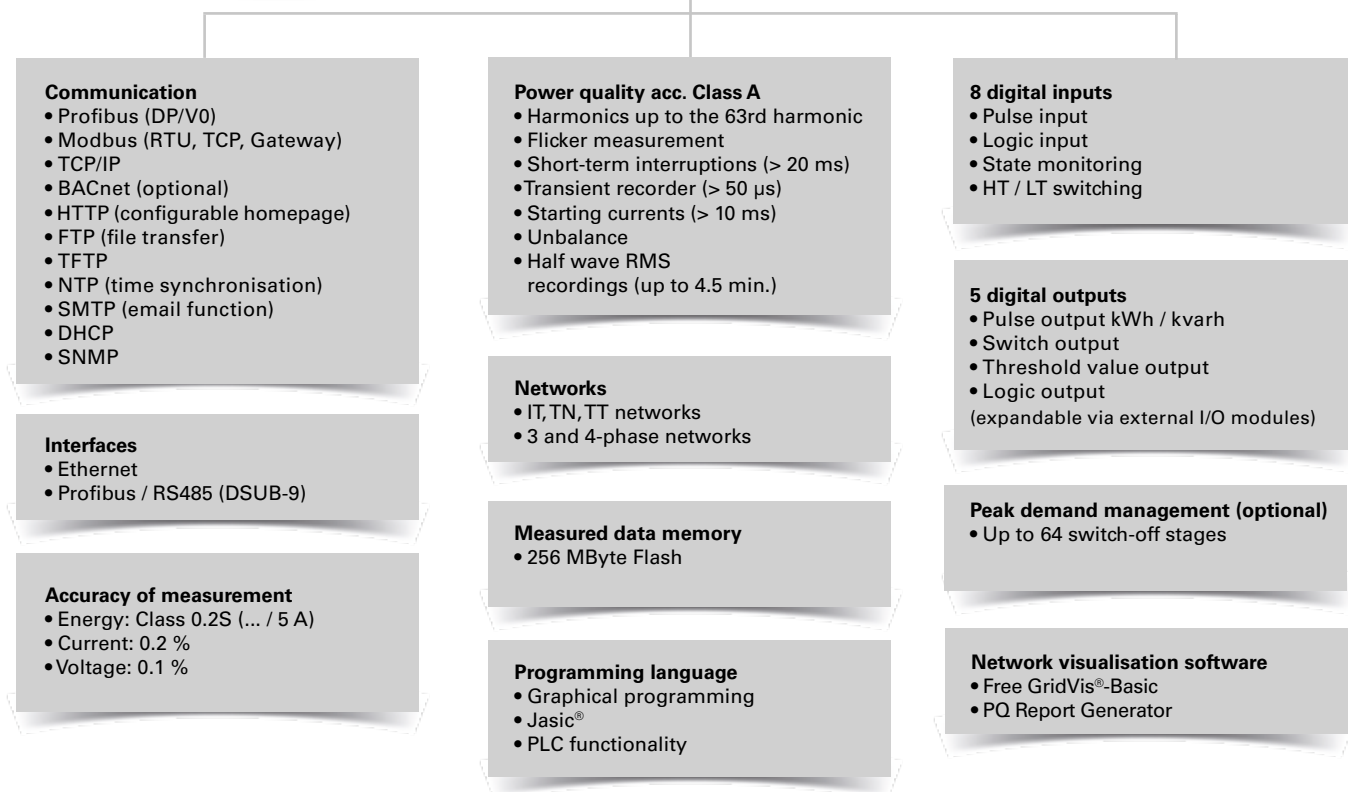 Communication
• Profibus (DP/V0)
• Modbus (RTU, TCP, Gateway)
• TCP/IP
• BACnet (optional)
• HTTP (configurable homepage)
• FTP (file transfer)
• TFTP
• NTP (time synchronisation)
• SMTP (email function)
• DHCP
• SNMP
Interfaces
• Ethernet
• Profibus / RS485 (DSUB-9)
Accuracy of measurement
• Energy: Class 0.2S (... / 5 A)
• Current: 0.2 %
• Voltage: 0.1 %
Power quality acc. Class A
• Harmonics up to the 63rd harmonic
• Flicker measurement
• Short-term interruptions (> 20 ms)
• Transient recorder (> 50 µs)
• Starting currents (> 10 ms)
• Unbalance
• Half wave RMS
recordings (up to 4.5 min.)
Networks
• IT, TN, TT networks
• 3 and 4-phase networks
Measured data memory
• 256 MByte Flash
Programming language
• Graphical programming
• Jasic®
• PLC functionality
8 digital inputs
• Pulse input
• Logic input
• State monitoring
• HT / LT switching
5 digital outputs
• Pulse output kWh / kvarh
• Switch output
• Threshold value output
• Logic output
(expandable via external I/O modules)
Peak demand management (optional)
• Up to 64 switch-off stages
Network visualisation software
• Free GridVis®-Basic
• PQ Report Generator